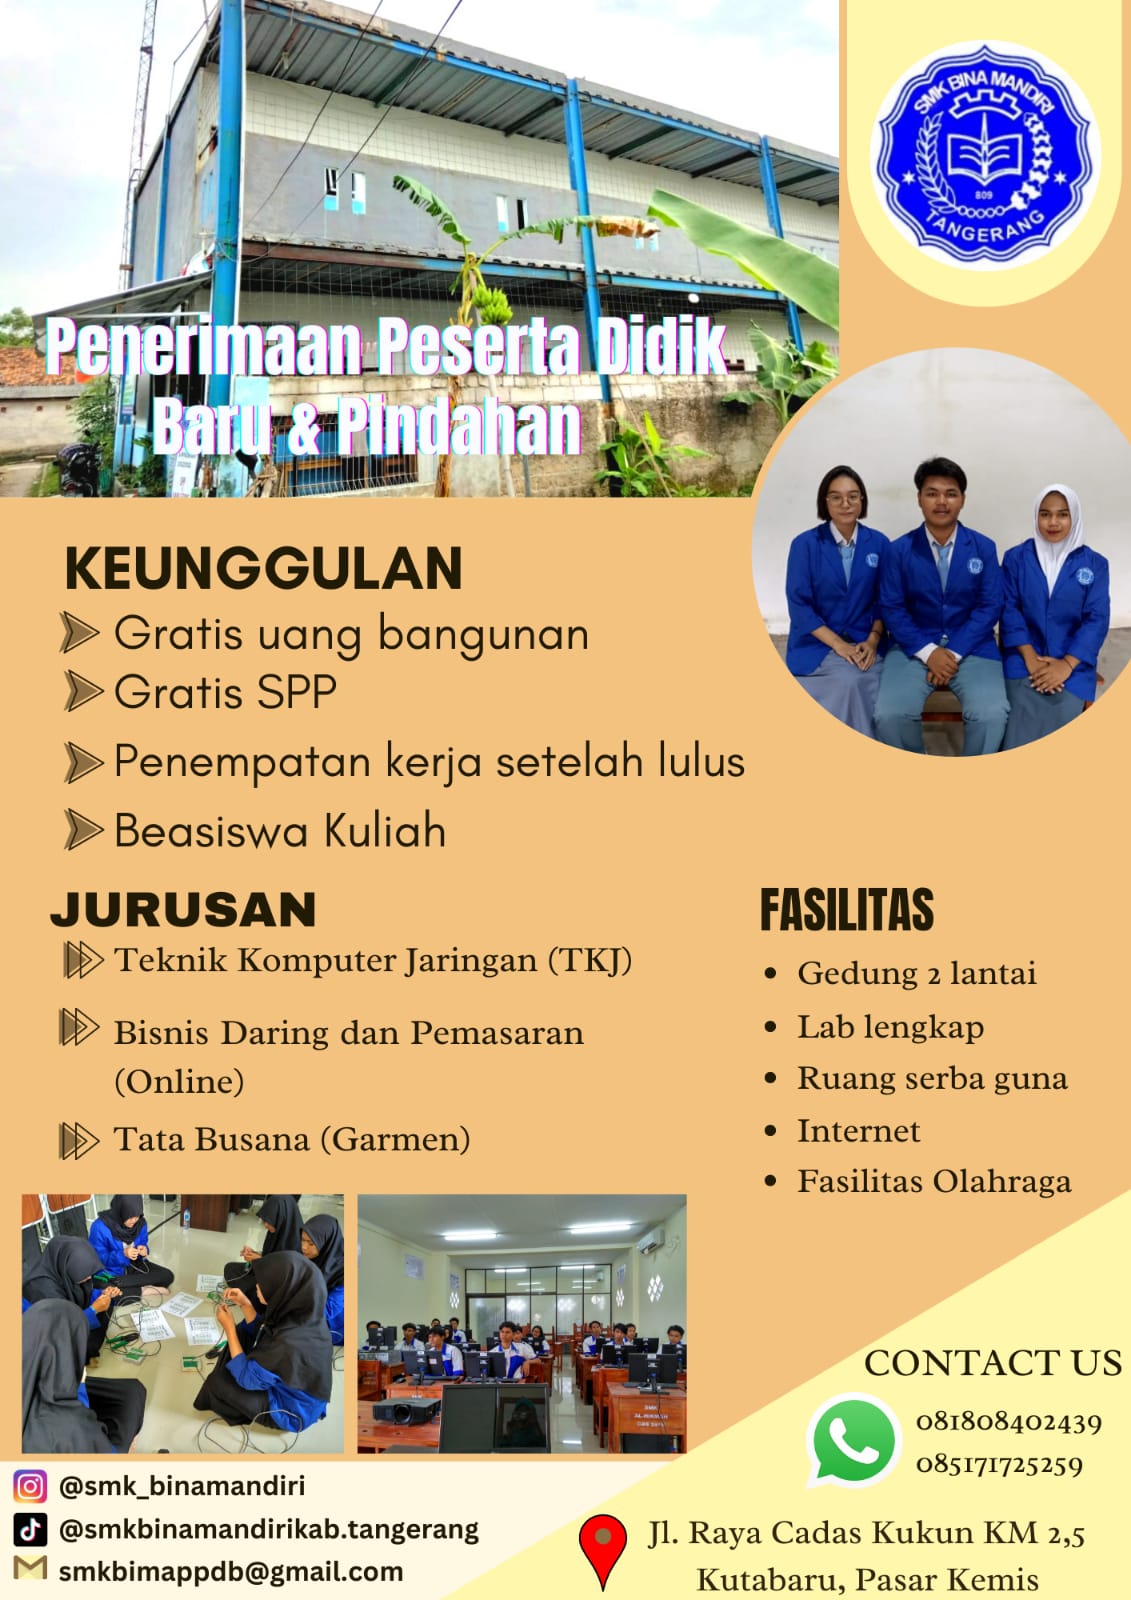 SMK BINA MANDIRI
809
TANGERANG
Penerimaan Peserta Didik
Baru & Pindahan
KEUNGGULAN
Gratis uang bangunan
Gratis SPP
Penempatan kerja setelah lulus
Beasiswa Kuliah
JURUSAN
Teknik Komputer Jaringan (TKJ)
Bisnis Daring dan Pemasaran
(Online)
Tata Busana (Garmen)
FASILITAS
Gedung 2 lantai
Lab lengkap
Ruang serba guna
Internet
Fasilitas Olahraga
SMK
CONTACT US
081808402439
085171725259
@smk_binamandiri
@smkbinamandirikab.tangerang
smkbimappdb@gmail.com
Jl. Raya Cadas Kukun KM 2,5
Kutabaru, Pasar Kemis